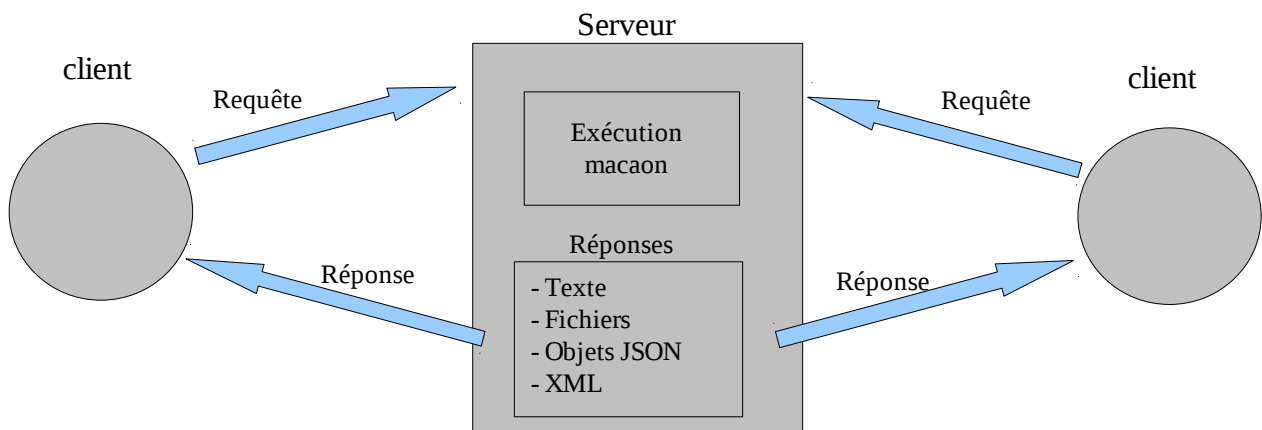 Serveur
client
client
Requête
Requête
Exécution
macaon
Réponses
Réponse
Réponse
- Texte
- Fichiers
- Objets JSON
- XML